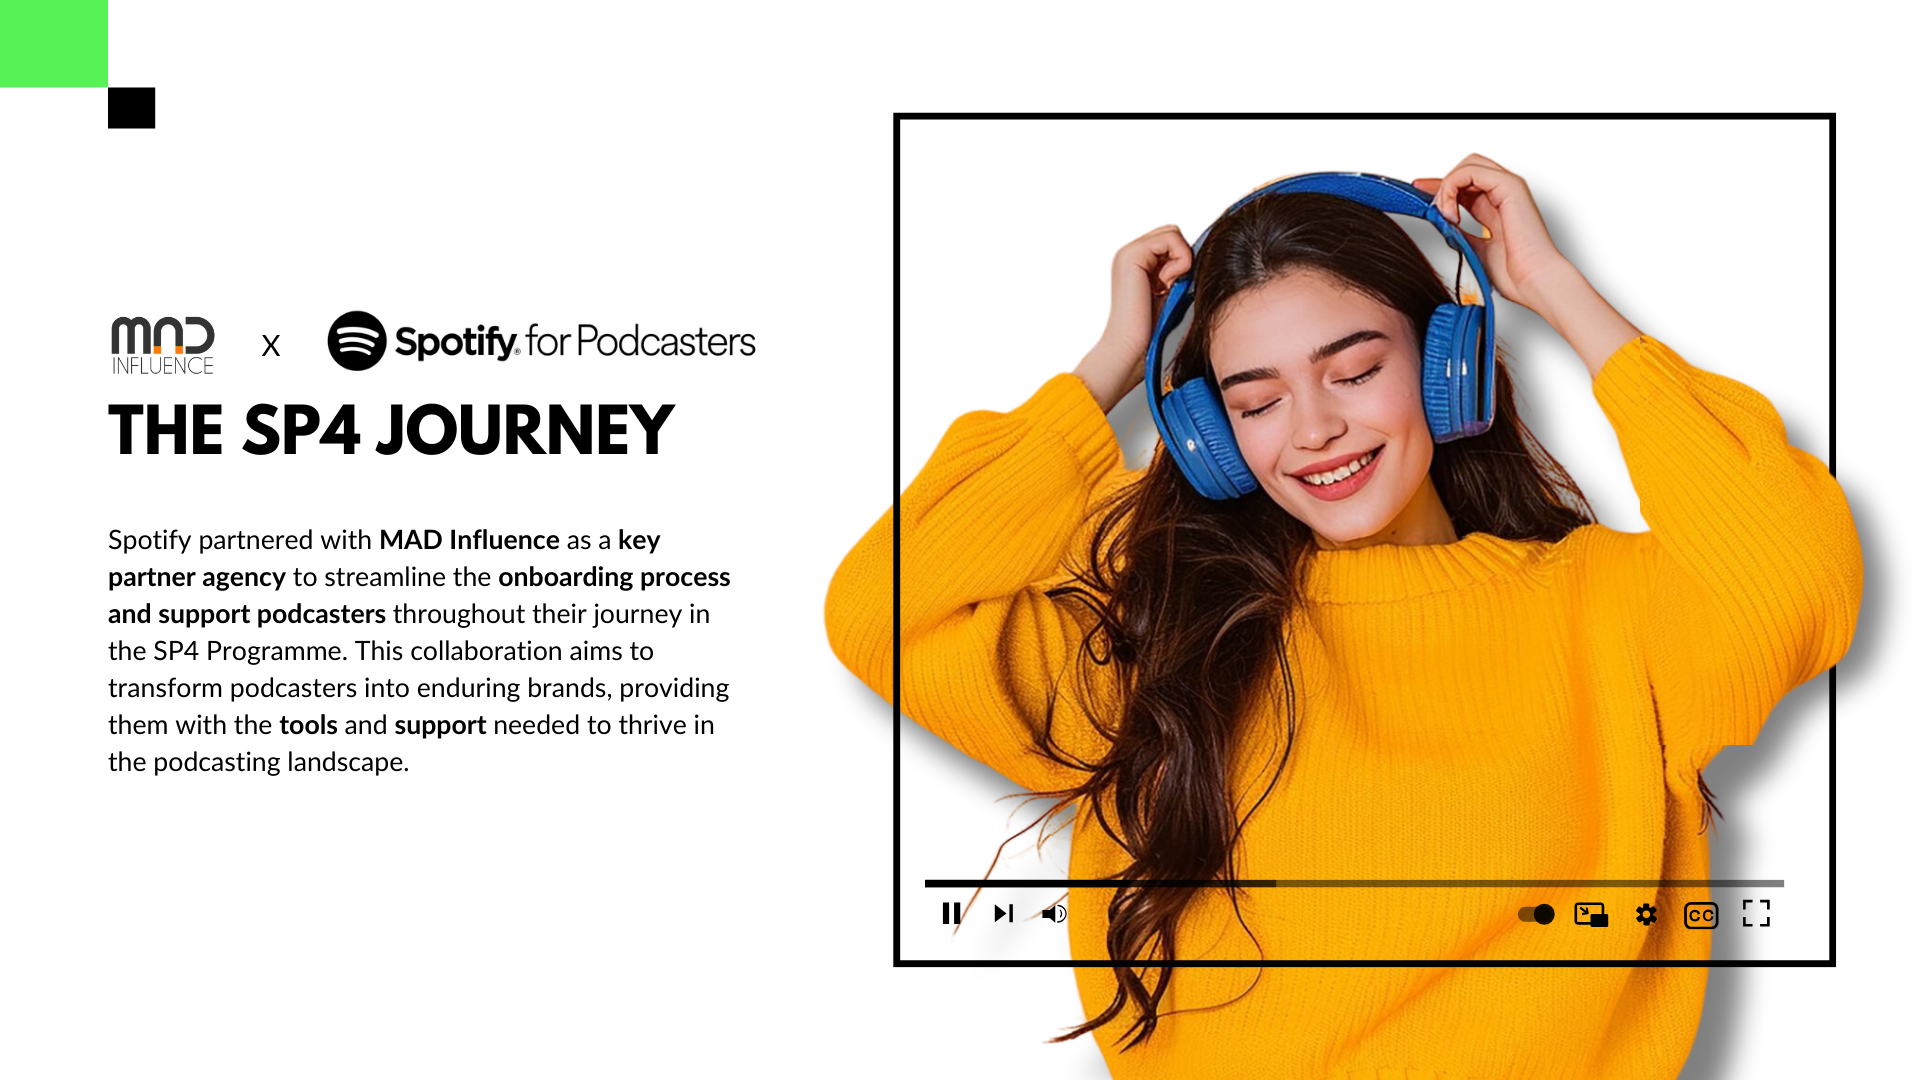 MAD
INFLUENCE
X
Spotify® for Podcasters
THE SP4 JOURNEY
Spotify partnered with MAD Influence as a key
partner agency to streamline the onboarding process
and support podcasters throughout their journey in
the SP4 Programme. This collaboration aims to
transform podcasters into enduring brands, providing
them with the tools and support needed to thrive in
the podcasting landscape.
CC